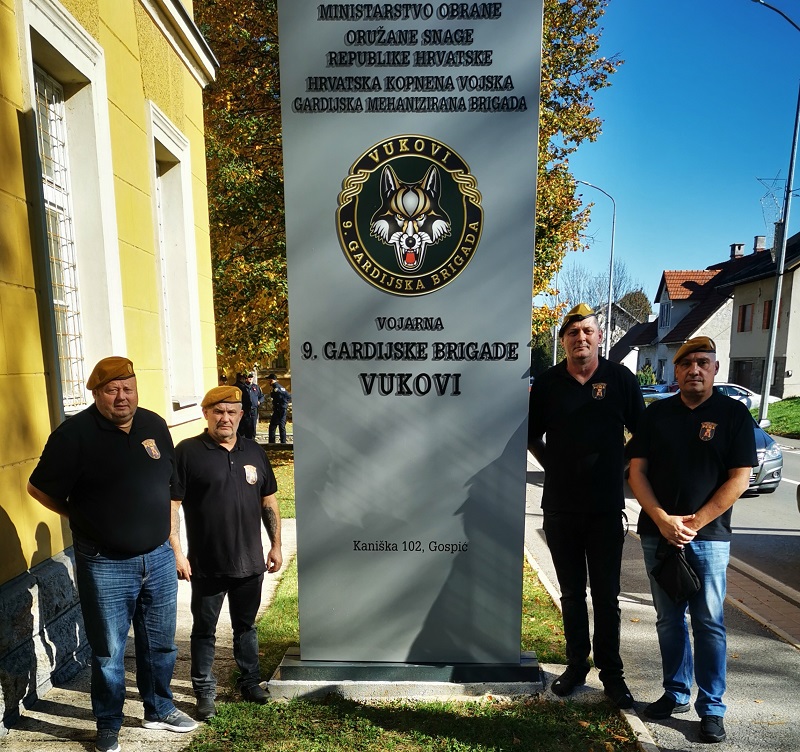 MINISTARSTVO OBRANE
ORUŽANE SNAGE
REPUBLIKE HRVATSKE
HRVATSKA KOPNENA VOJSKA
GARDIJSKA MEHANIZIRANA BRIGADA
VUKOVI
9. GARDIJSKA BRIGADA
VOJARNA
9. GARDIJSKE BRIGADE
VUKOVI
Kaniška 102, Gospić